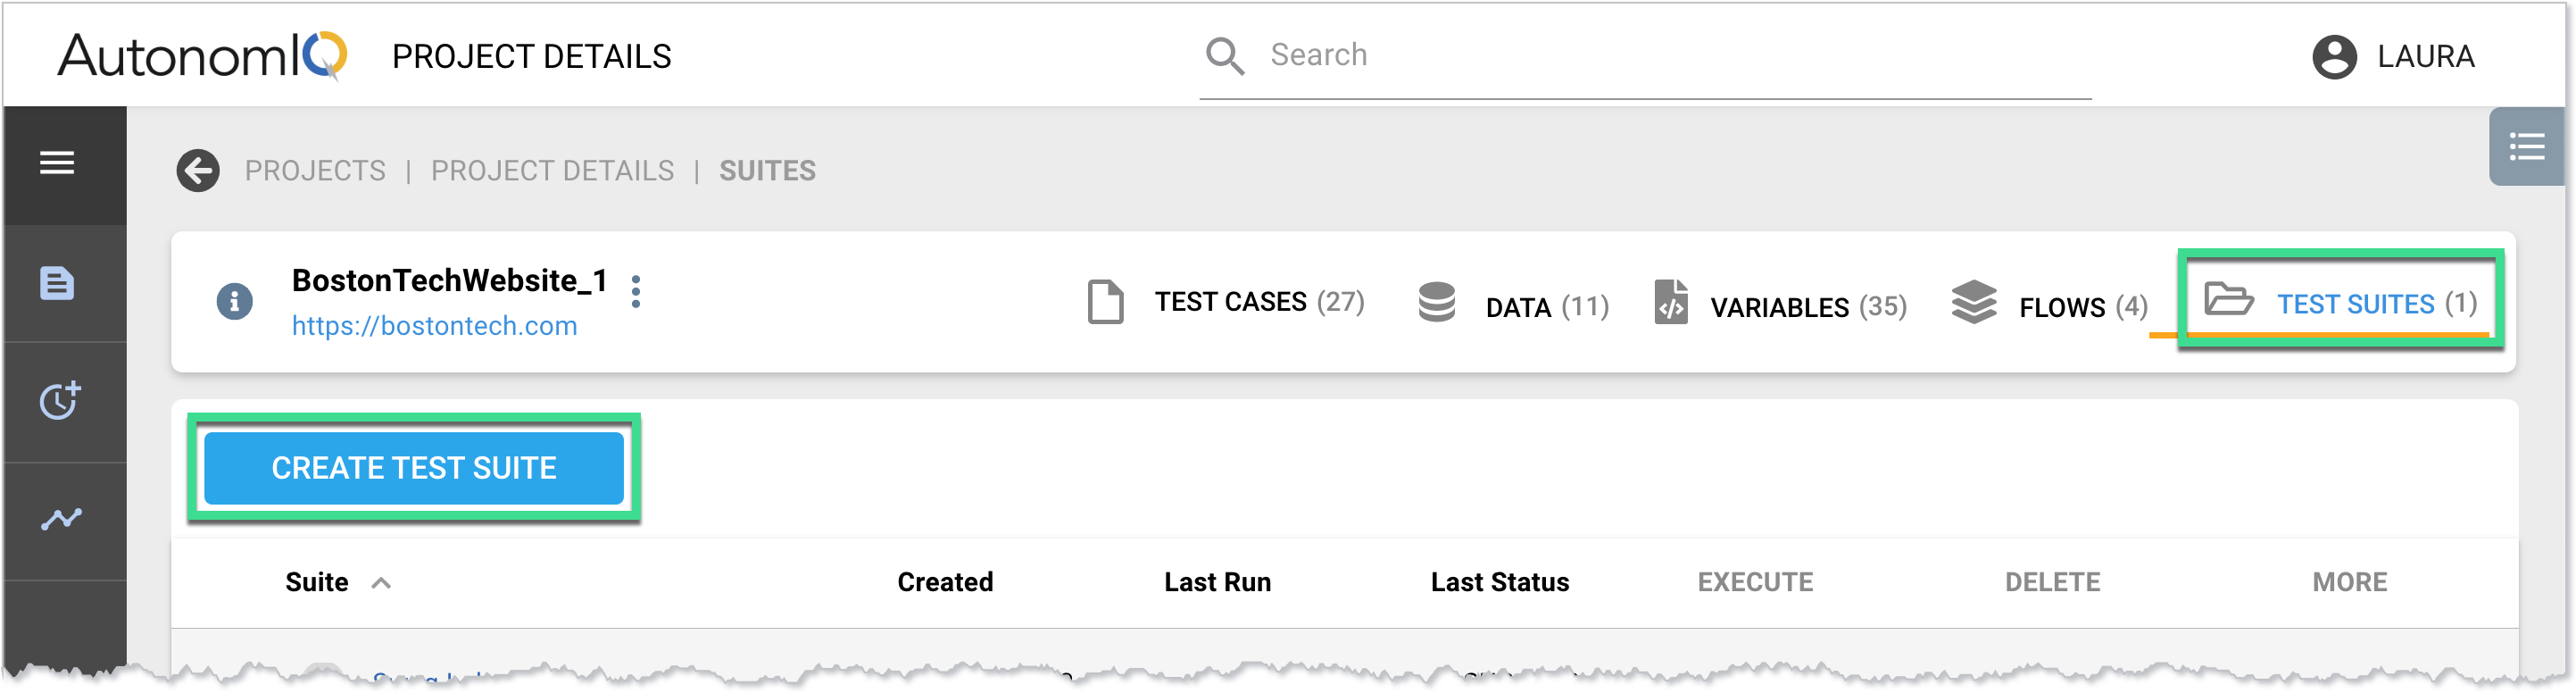 AutonomIQ PROJECT DETAILS Search LAURA
PROJECTS | PROJECT DETAILS | SUITES
BostonTechWebsite_1
https://bostontech.com
TEST CASES (27) DATA (11) VARIABLES (35) FLOWS (4) TEST SUITES (1)
CREATE TEST SUITE
Suite Created Last Run Last Status EXECUTE DELETE MORE